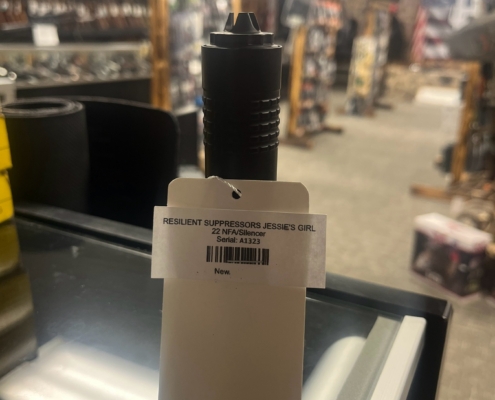 RESILIENT SUPPRESSORS JESSIE'S GIRL
22 NFA/Silencer
Serial: A1323
New.